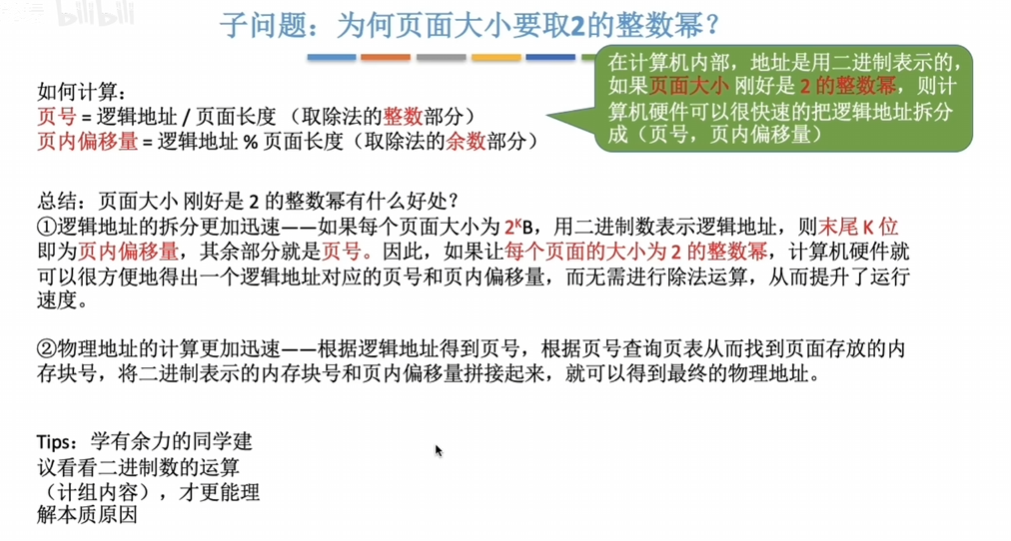 bilibili
子问题：为何页面大小要取2的整数幂？
在计算机内部，地址是用二进制表示的，
如果页面大小 刚好是 2 的整数幂，则计
算机硬件可以很快速的把逻辑地址拆分
成（页号，页内偏移量）
如何计算：
页号 = 逻辑地址 / 页面长度 （取除法的整数部分）
页内偏移量 = 逻辑地址 % 页面长度（取除法的余数部分）
总结：页面大小 刚好是 2 的整数幂有什么好处？
①逻辑地址的拆分更加迅速——如果每个页面大小为 2ᴷB，用二进制数表示逻辑地址，则末尾 K 位
即为页内偏移量，其余部分就是页号。因此，如果让每个页面的大小为 2 的整数幂，计算机硬件就
可以很方便地得出一个逻辑地址对应的页号和页内偏移量，而无需进行除法运算，从而提升了运行
速度。
②物理地址的计算更加迅速——根据逻辑地址得到页号，根据页号查询页表从而找到页面存放的内
存块号，将二进制表示的内存块号和页内偏移量拼接起来，就可以得到最终的物理地址。
Tips：学有余力的同学建
议看看二进制数的运算
（计组内容），才更能理
解本质原因